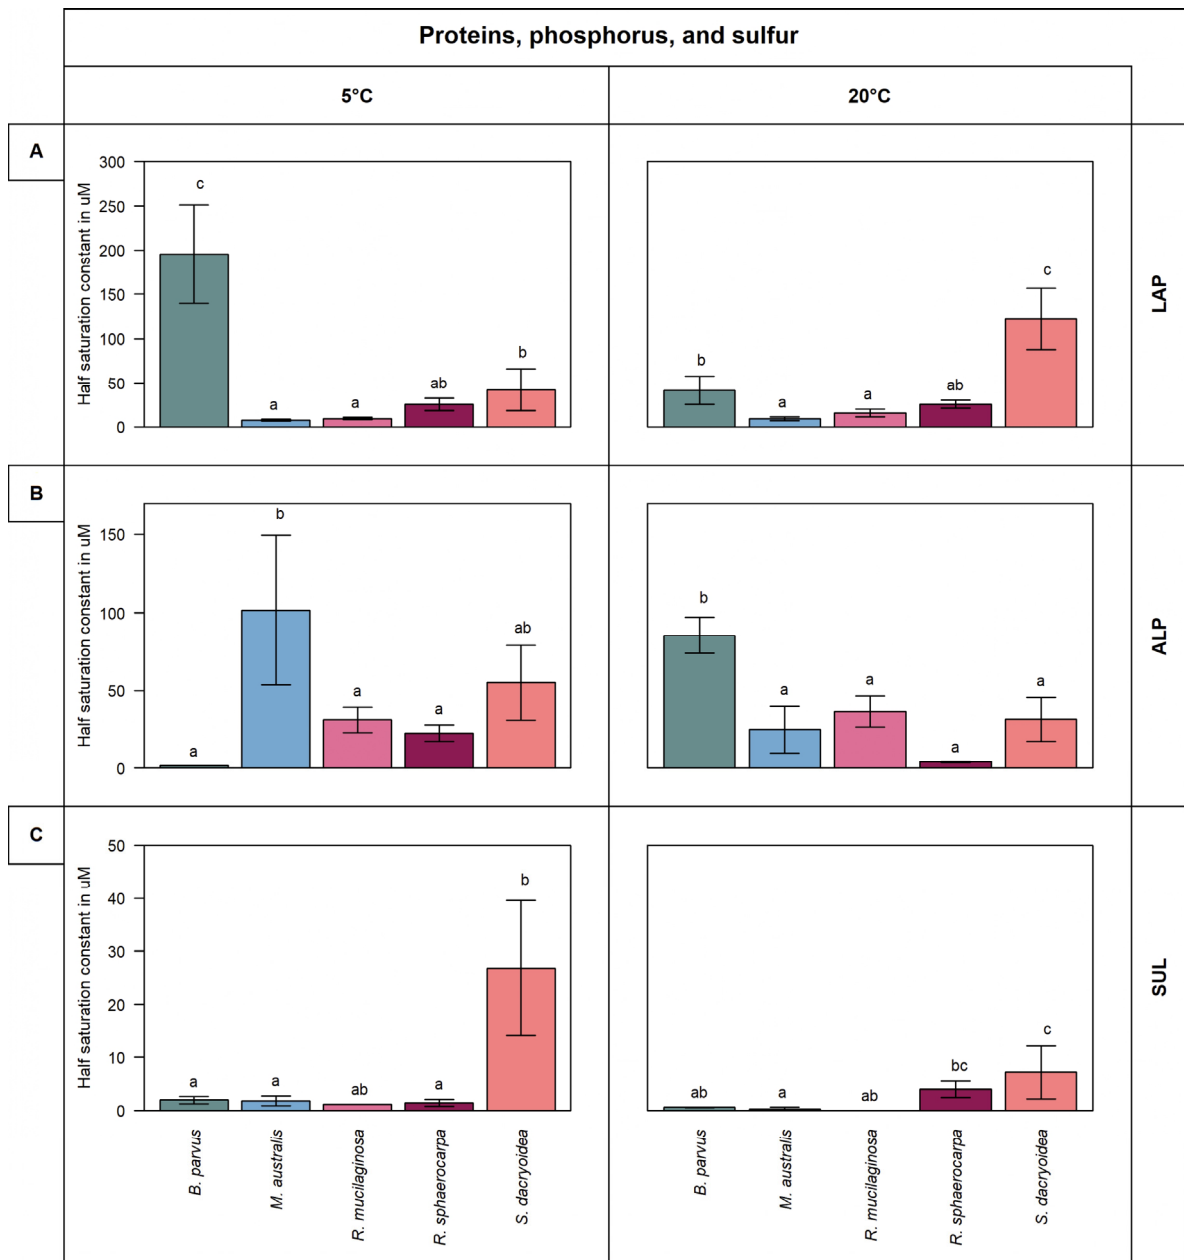 Proteins, phosphorus, and sulfur
5°C
20°C
A
Half saturation constant in uM
300
250
200
150
100
50
0
c
a
a
ab
b
b
a
a
ab
c
LAP
B
Half saturation constant in uM
150
100
50
0
a
b
a
a
ab
b
a
a
a
a
ALP
C
Half saturation constant in uM
50
40
30
20
10
0
a
a
ab
a
b
ab
a
ab
bc
c
SUL
B. parvus
M. australis
R. mucilaginosa
R. sphaerocarpa
S. dacryoidea
B. parvus
M. australis
R. mucilaginosa
R. sphaerocarpa
S. dacryoidea